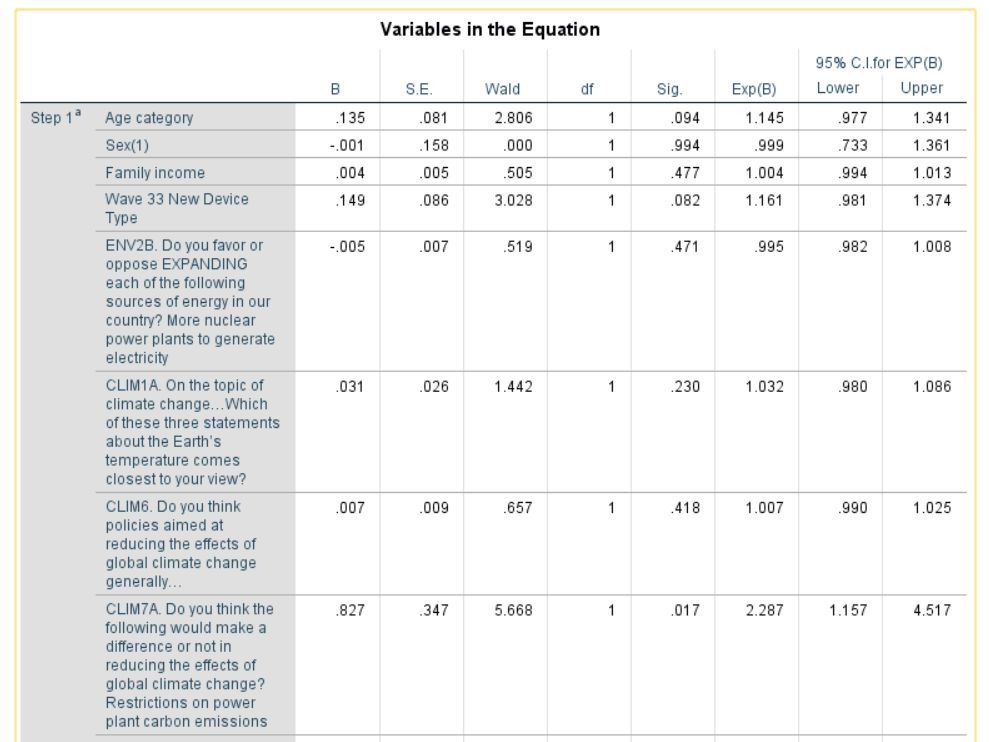 Variables in the Equation
95% C.I.for EXP(B)
B S.E. Wald df Sig. Exp(B) Lower Upper
Step 1a Age category .135 .081 2.806 1 .094 1.145 .977 1.341
Sex(1) -.001 .158 .000 1 .994 .999 .733 1.361
Family income .004 .005 .505 1 .477 1.004 .994 1.013
Wave 33 New Device .149 .086 3.028 1 .082 1.161 .981 1.374
Type
ENV2B. Do you favor or -.005 .007 .519 1 .471 .995 .982 1.008
oppose EXPANDING
each of the following
sources of energy in our
country? More nuclear
power plants to generate
electricity
CLIM1A. On the topic of .031 .026 1.442 1 .230 1.032 .980 1.086
climate change…Which
of these three statements
about the Earth’s
temperature comes
closest to your view?
CLIM6. Do you think .007 .009 .657 1 .418 1.007 .990 1.025
policies aimed at
reducing the effects of
global climate change
generally…
CLIM7A. Do you think the .827 .347 5.668 1 .017 2.287 1.157 4.517
following would make a
difference or not in
reducing the effects of
global climate change?
Restrictions on power
plant carbon emissions